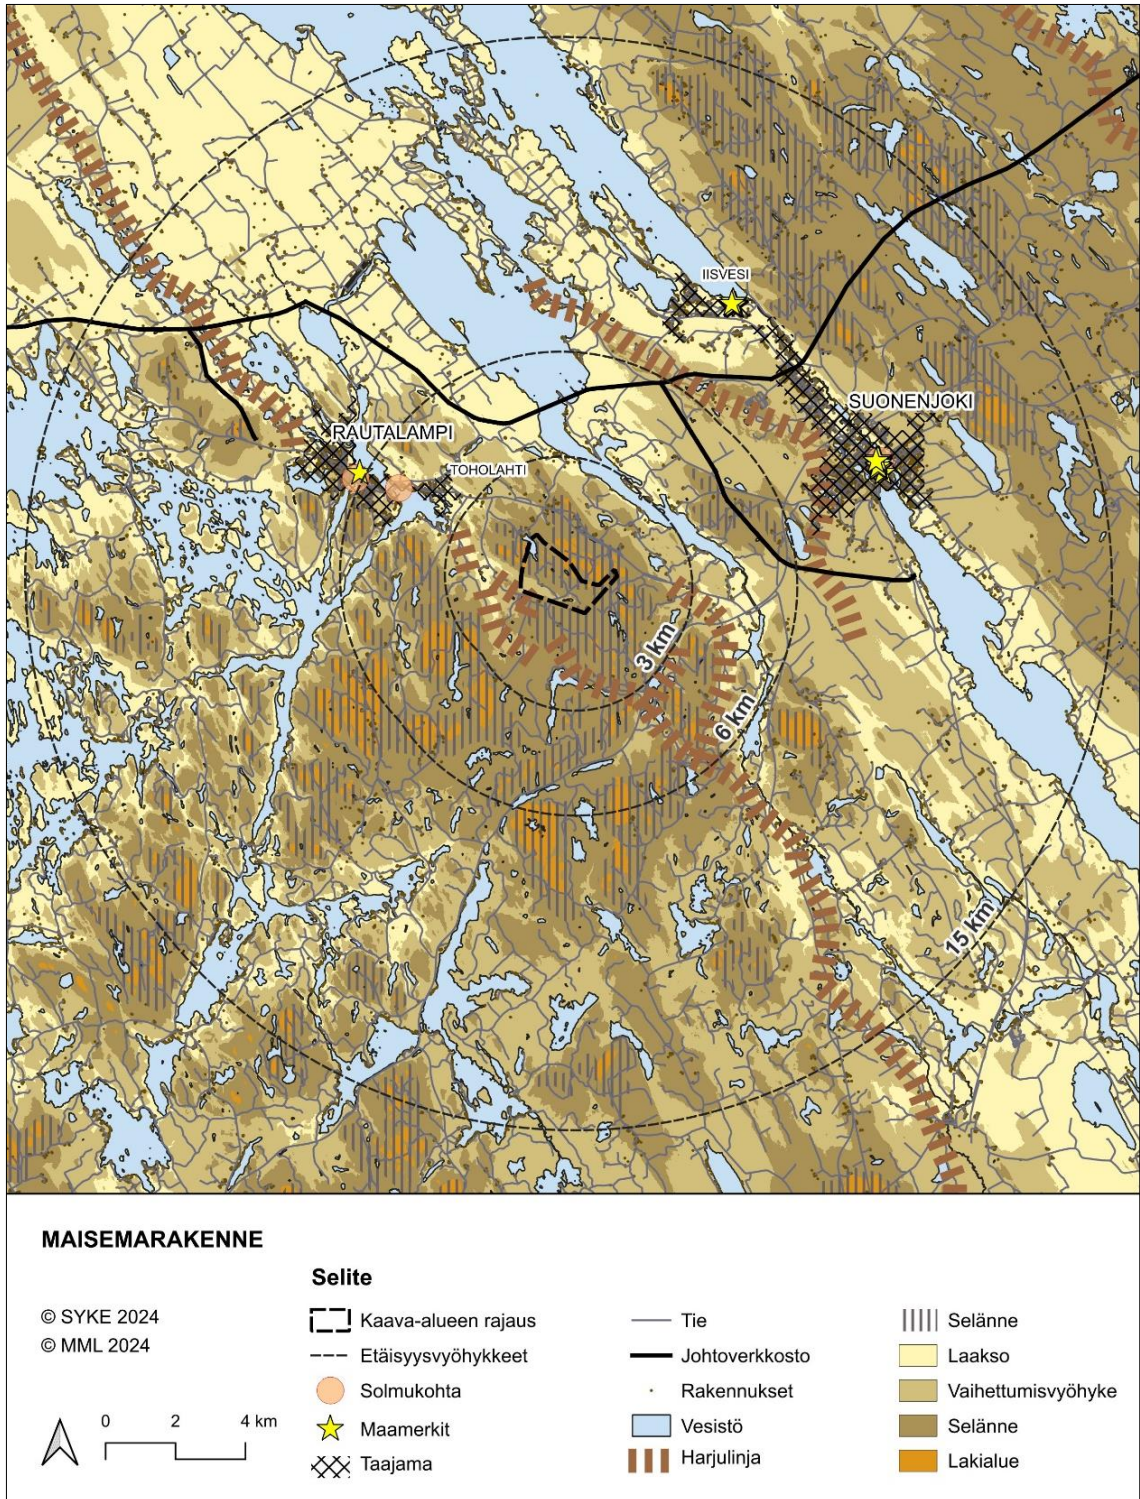 IISVESI
SUONENJOKI
RAUTALAMPI
TOHOLAHTI
3 km
6 km
15 km
MAISEMARAKENNE
© SYKE 2024
© MML 2024
0 2 4 km
Selite
Kaava-alueen rajaus
Etäisyysvyöhykkeet
Solmukohta
Maamerkit
Taajama
Tie
Johtoverkkosto
Rakennukset
Vesistö
Harjulinja
Selänne
Laakso
Vaihettumisvyöhyke
Selänne
Lakialue